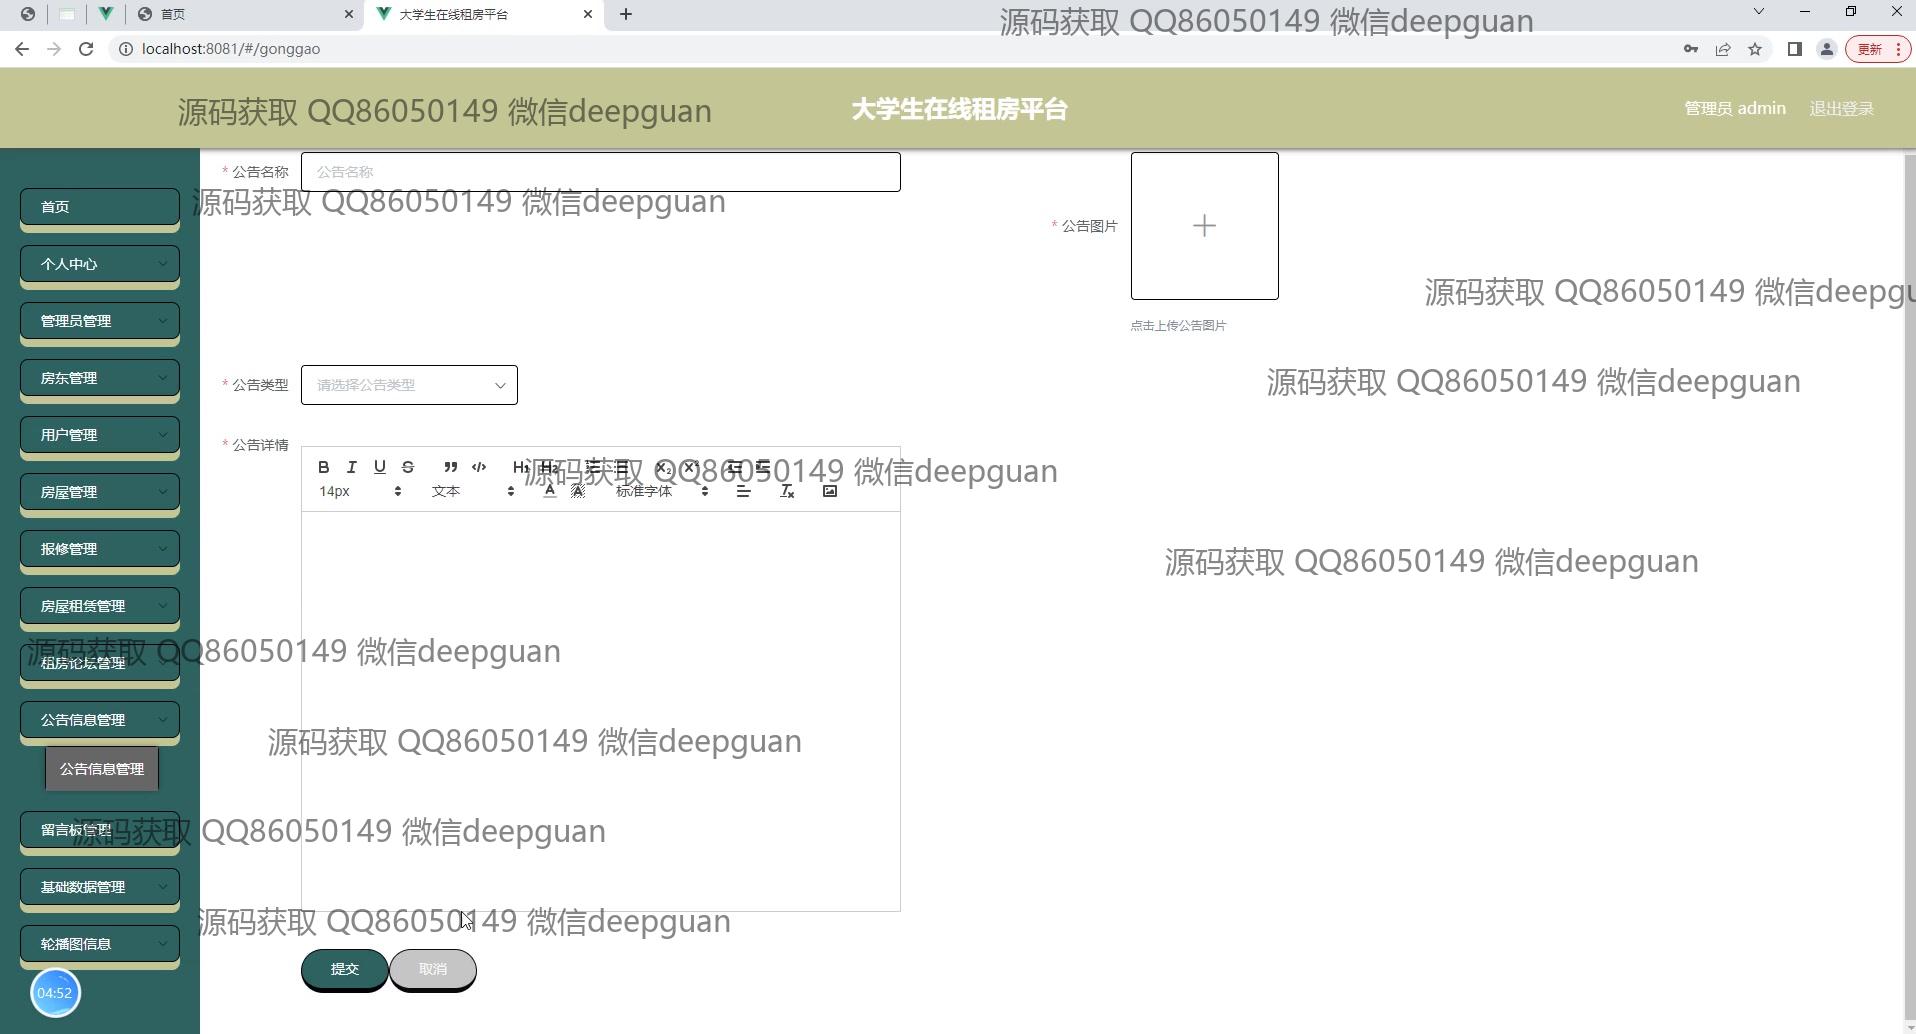 首页
大学生在线租房平台
源码获取 QQ86050149 微信deepguan
localhost:8081/#/gonggao
更新
源码获取 QQ86050149 微信deepguan
大学生在线租房平台
管理员 admin
退出登录
* 公告名称
公告名称
首页
源码获取 QQ86050149 微信deepguan
* 公告图片
个人中心
源码获取 QQ86050149 微信deepgu
管理员管理
点击上传公告图片
房东管理
* 公告类型
请选择公告类型
源码获取 QQ86050149 微信deepguan
用户管理
* 公告详情
B I U S H1 H2 X2 X2
源码获取 QQ86050149 微信deepguan
房屋管理
14px
文本
A A
标准字体
Tx
报修管理
源码获取 QQ86050149 微信deepguan
房屋租赁管理
源码获取 QQ86050149 微信deepguan
租房论坛管理
公告信息管理
源码获取 QQ86050149 微信deepguan
公告信息管理
留言板管理
源码获取 QQ86050149 微信deepguan
基础数据管理
源码获取 QQ86050149 微信deepguan
轮播图信息
提交
取消
04:52